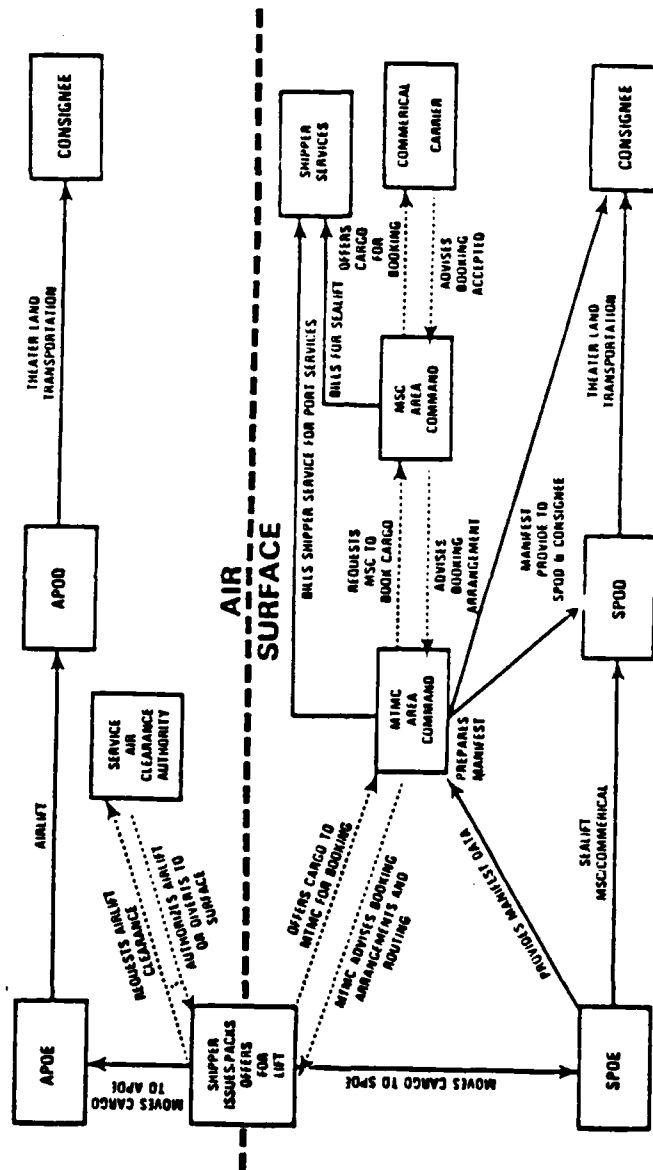 APOE
AIRLIFT
APOD
THEATER LAND
TRANSPORTATION
CONSIGNEE
MOVES CARGO
TO APOE
REQUESTS AIRLIFT
CLEARANCE
AUTHORIZES AIRLIFT
OR DIVERTS TO
SURFACE
SERVICE
AIR
CLEARANCE
AUTHORITY
SHIPPER
ISSUES-PACKS
OFFERS
FOR
LIFT
AIR
SURFACE
BILLS SHIPPER SERVICE FOR PORT SERVICES
BILLS FOR SEALIFT
SHIPPER
SERVICES
OFFERS CARGO TO
MTMC FOR BOOKING
MTMC ADVISES BOOKING
ARRANGEMENTS AND
ROUTING
MTMC
AREA
COMMAND
REQUESTS
MSC TO
BOOK CARGO
ADVISES
BOOKING
ARRANGEMENT
MSC
AREA
COMMAND
OFFERS
CARGO
FOR
BOOKING
ADVISES
BOOKING
ACCEPTED
COMMERICAL
CARRIER
PREPARES
MANIFEST
MANIFEST
PROVIDE TO
SPOD & CONSIGNEE
MOVES CARGO TO SPOE
PROVIDES MANIFEST DATA
SPOE
SEALIFT
MSC/COMMERICAL
SPOD
THEATER LAND
TRANSPORTATION
CONSIGNEE